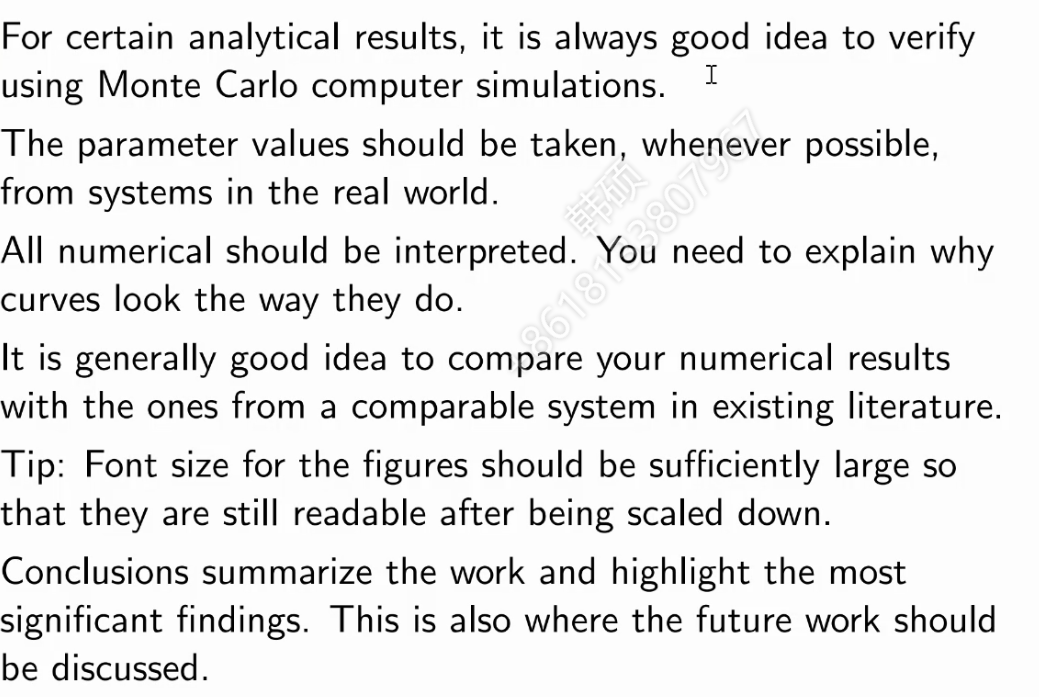 For certain analytical results, it is always good idea to verify
using Monte Carlo computer simulations.
The parameter values should be taken, whenever possible,
from systems in the real world.
All numerical should be interpreted. You need to explain why
curves look the way they do.
It is generally good idea to compare your numerical results
with the ones from a comparable system in existing literature.
Tip: Font size for the figures should be sufficiently large so
that they are still readable after being scaled down.
Conclusions summarize the work and highlight the most
significant findings. This is also where the future work should
be discussed.
韩硕